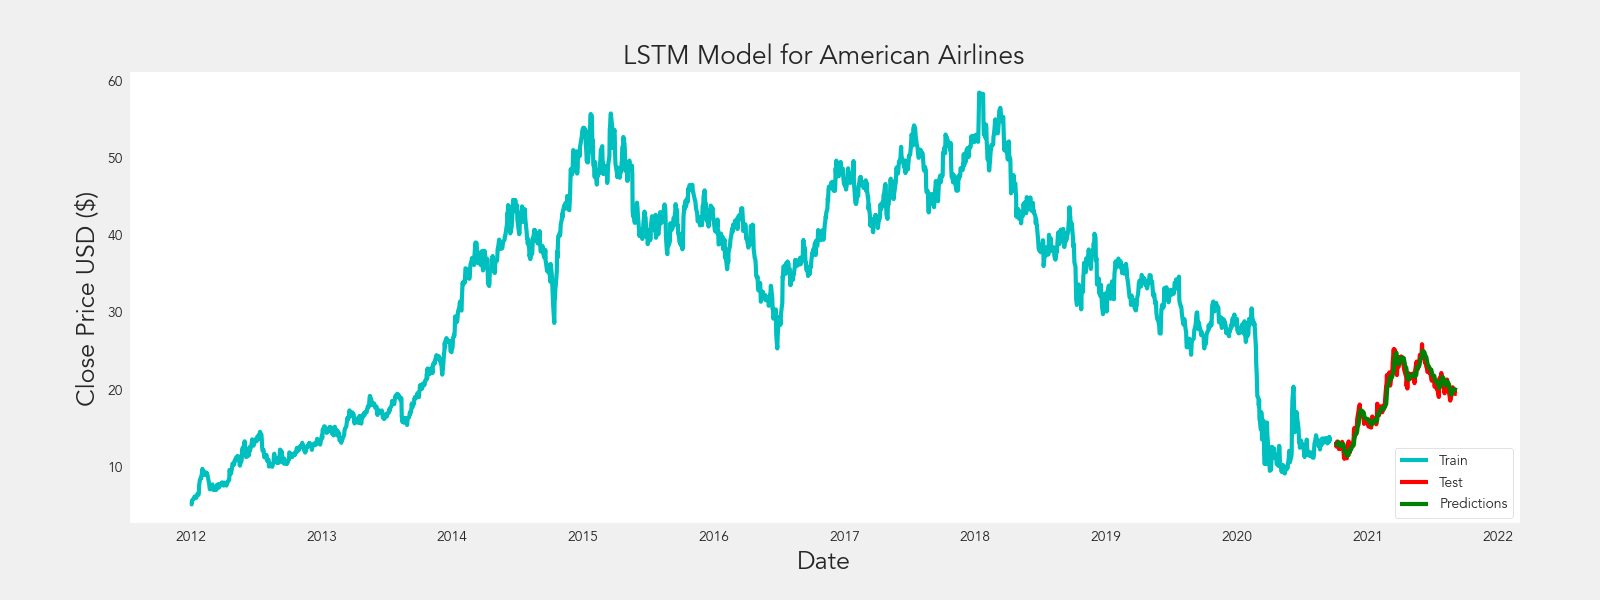 LSTM Model for American Airlines
Close Price USD ($)
60
50
40
30
20
10
2012 2013 2014 2015 2016 2017 2018 2019 2020 2021 2022
Date
Train
Test
Predictions